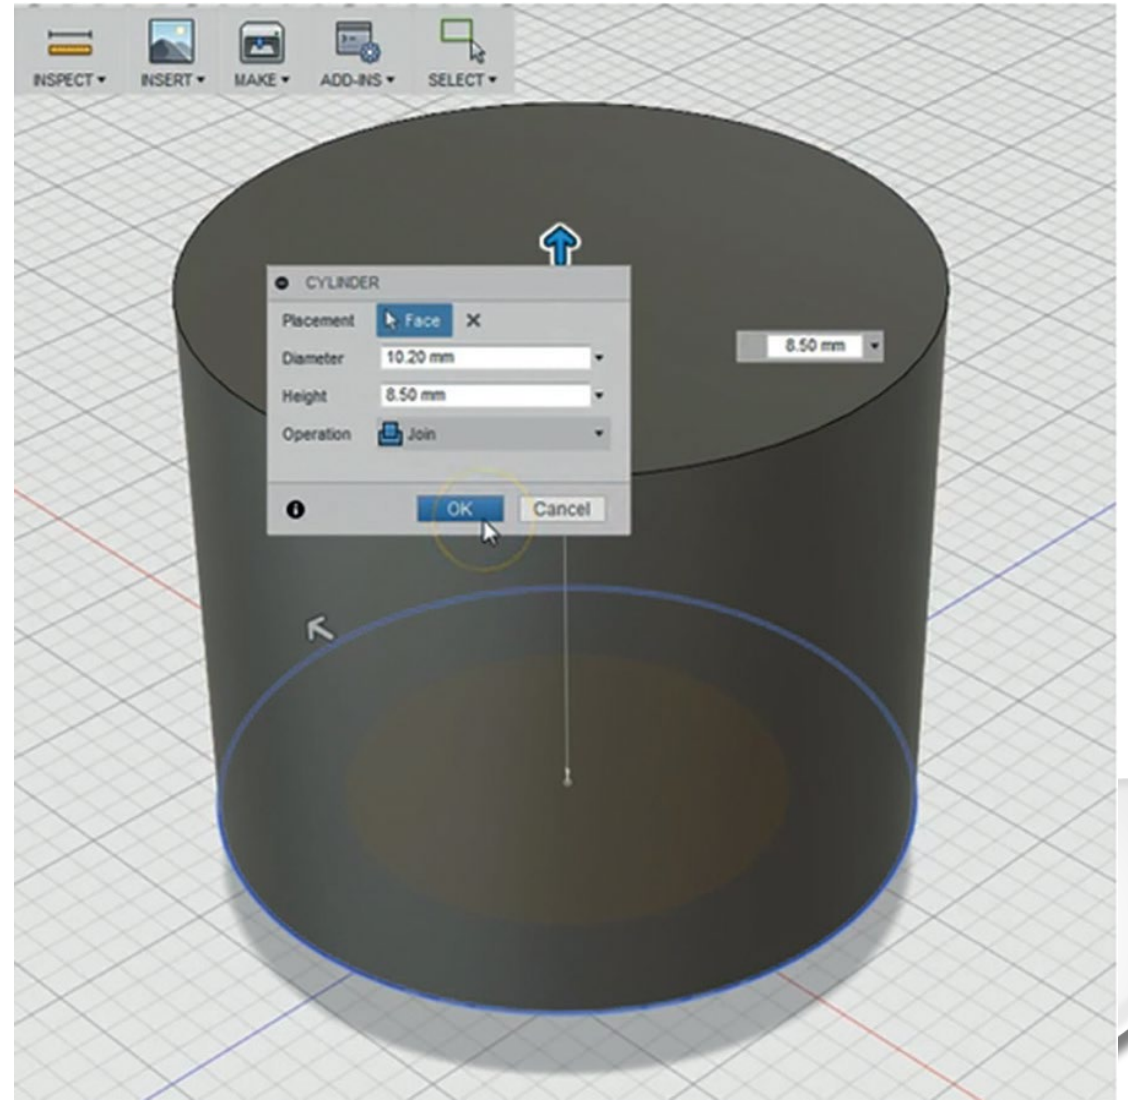 INSPECT INSERT MAKE ADD-INS SELECT
CYLINDER
Placement Face
Diameter 10.20 mm
8.50 mm
Height 8.50 mm
Operation Join
OK Cancel